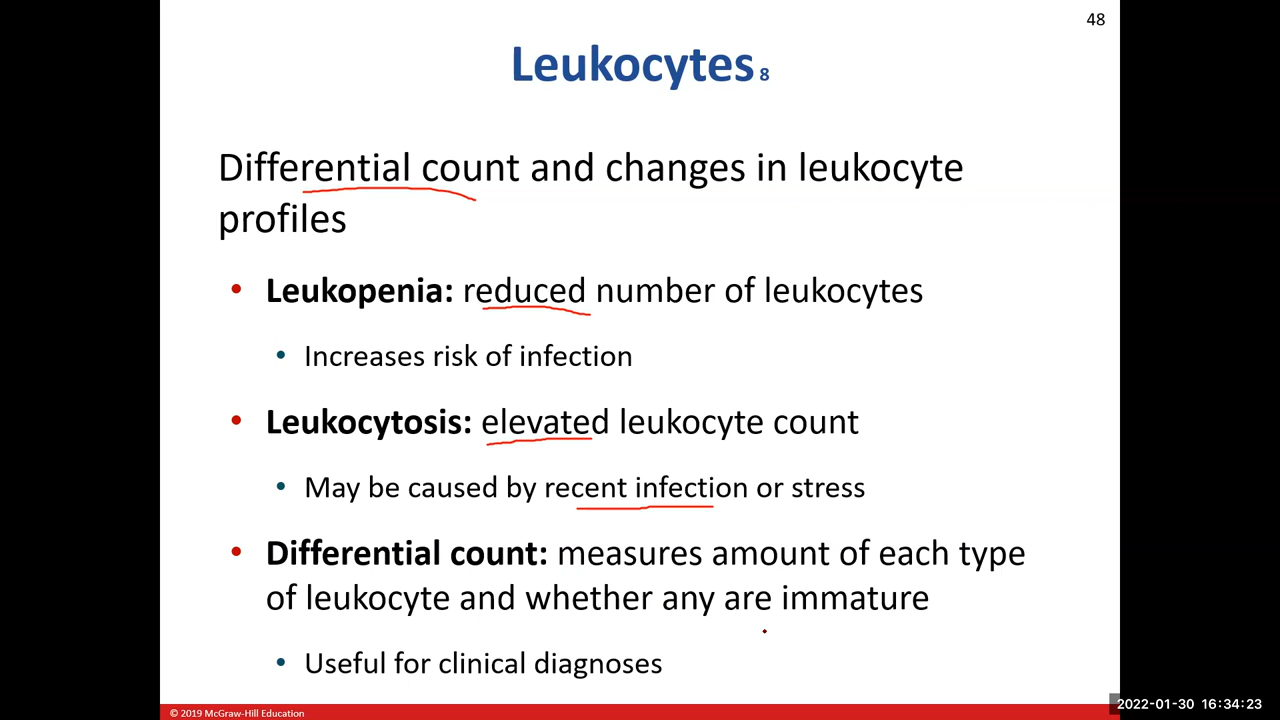 48
Leukocytes 8
Differential count and changes in leukocyte
profiles
• Leukopenia: reduced number of leukocytes
• Increases risk of infection
• Leukocytosis: elevated leukocyte count
• May be caused by recent infection or stress
• Differential count: measures amount of each type
of leukocyte and whether any are immature
• Useful for clinical diagnoses
© 2019 McGraw-Hill Education
2022-01-30 16:34:23